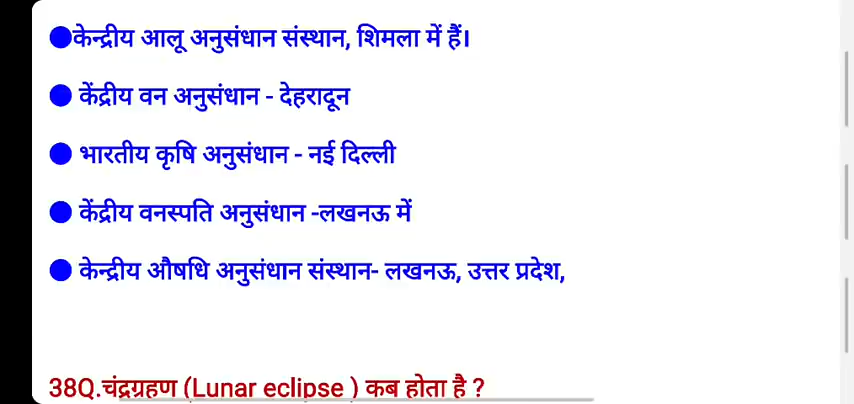 ●केन्द्रीय आलू अनुसंधान संस्थान, शिमला में हैं।
● केंद्रीय वन अनुसंधान - देहरादून
● भारतीय कृषि अनुसंधान - नई दिल्ली
● केंद्रीय वनस्पति अनुसंधान -लखनऊ में
● केन्द्रीय औषधि अनुसंधान संस्थान- लखनऊ, उत्तर प्रदेश,
38Q.चंद्रग्रहण (Lunar eclipse ) कब होता है ?